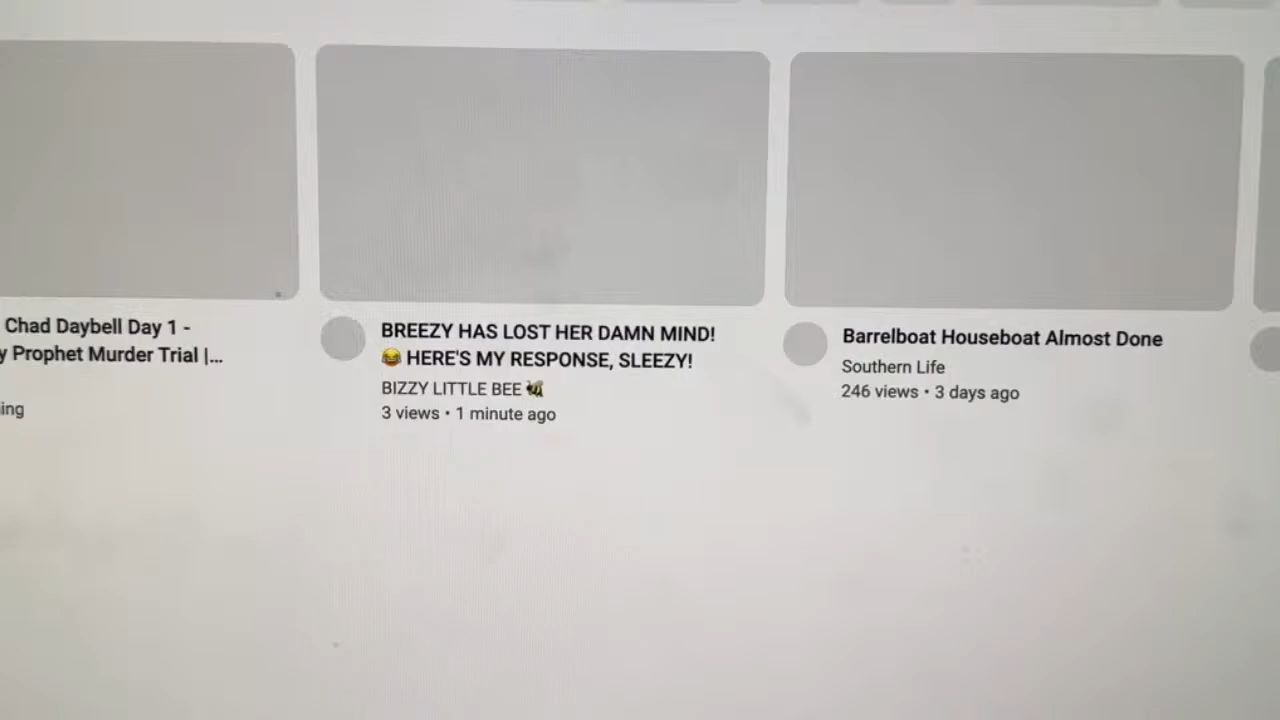 Chad Daybell Day 1 -
y Prophet Murder Trial |...
ing
BREEZY HAS LOST HER DAMN MIND!
😂 HERE'S MY RESPONSE, SLEEZY!
BIZZY LITTLE BEE 🐝
3 views • 1 minute ago
Barrelboat Houseboat Almost Done
Southern Life
246 views • 3 days ago